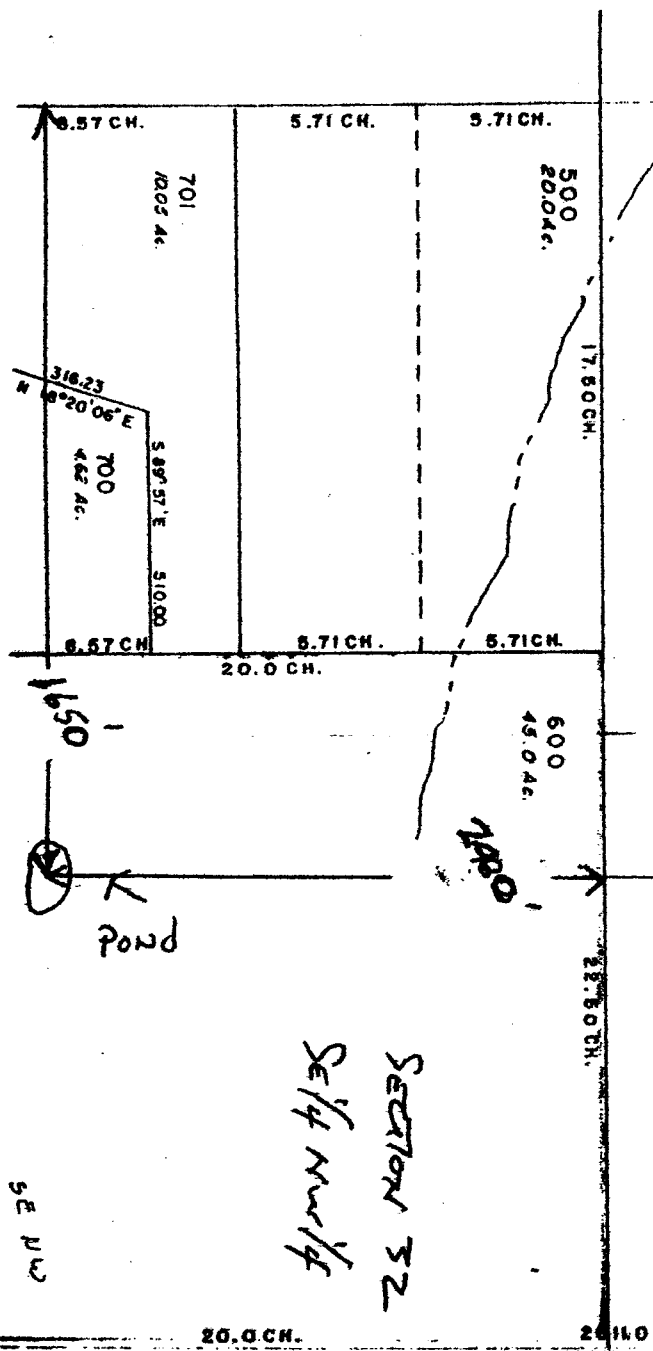 8.57 CH.
5.71 CH.
5.71 CH.
701
10.05 Ac.
500
20.0 Ac.
17.50 CH.
316.23
N 18°20'06" E
700
4.62 Ac.
S 89°57' E 510.00
8.57 CH
5.71 CH.
5.71 CH.
20.0 CH.
1650
600
45.0 Ac.
Pond
22.50 CH.
Section 32
SE 1/4 NW 1/4
SE NW
20.0 CH.